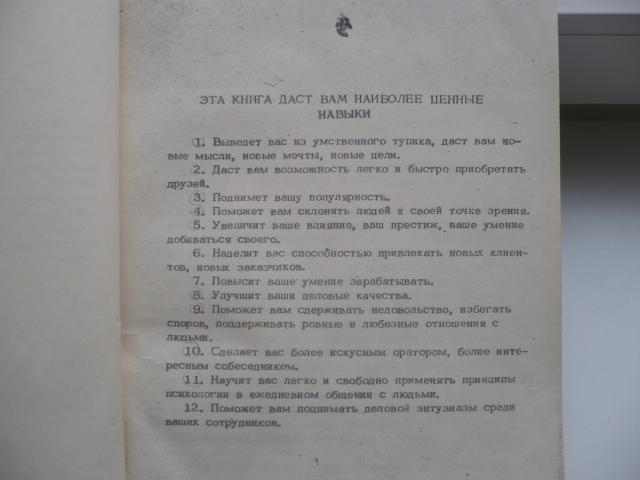 ЭТА КНИГА ДАСТ ВАМ НАИБОЛЕЕ ЦЕННЫЕ
НАВЫКИ
1. Выведет вас из умственного тупика, даст вам но-
вые мысли, новые мечты, новые цели.
2. Даст вам возможность легко и быстро приобретать
друзей.
3. Поднимет вашу популярность.
4. Поможет вам склонять людей к своей точке зрения.
5. Увеличит ваше влияние, ваш престиж, ваше умение
добиваться своего.
6. Наделит вас способностью привлекать новых клиен-
тов, новых заказчиков.
7. Повысит ваше умение зарабатывать.
8. Улучшит ваши деловые качества.
9. Поможет вам сдерживать недовольство, избегать
споров, поддерживать ровные и любезные отношения с
людьми.
10. Сделает вас более искусным оратором, более инте-
ресным собеседником.
11. Научит вас легко и свободно применять принципы
психологии в ежедневном общении с людьми.
12. Поможет вам поднимать деловой энтузиазм среди
ваших сотрудников.